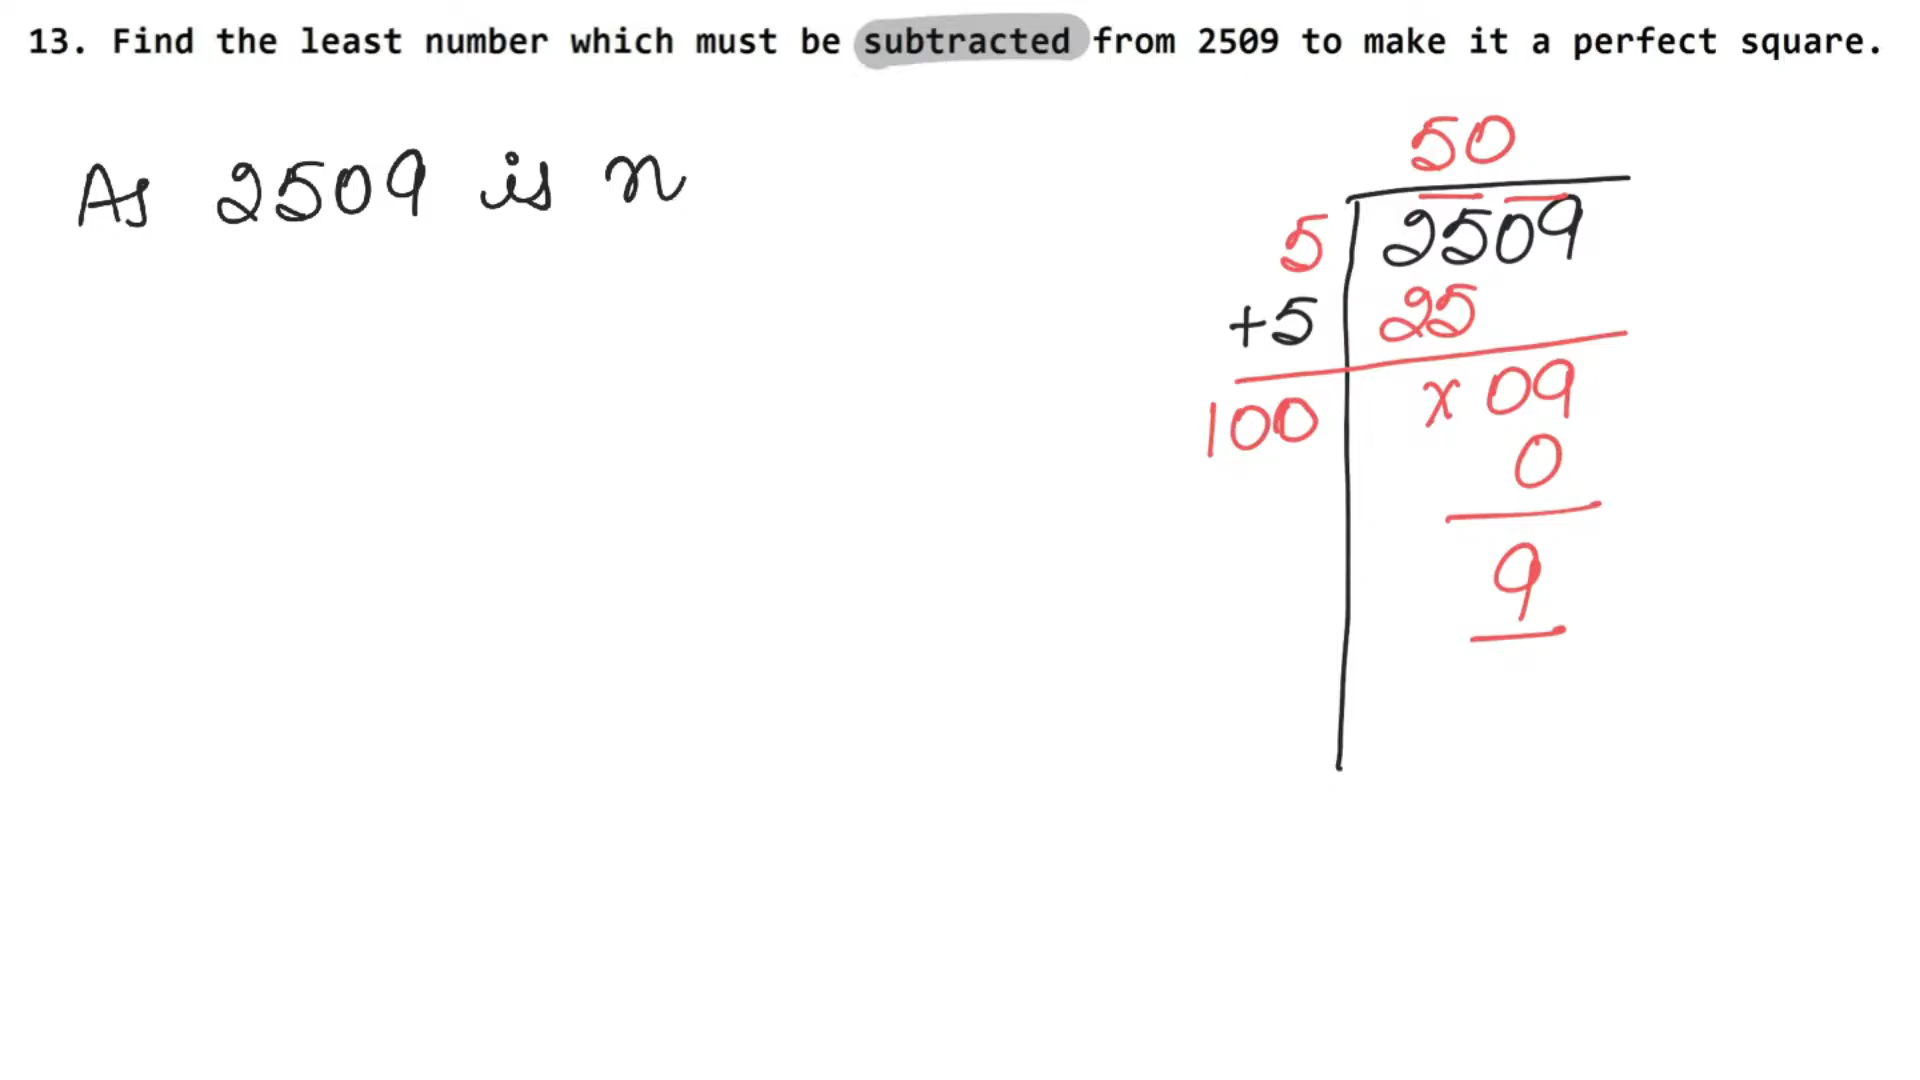 13. Find the least number which must be subtracted from 2509 to make it a perfect square.
As 2509 is n
50
5 2509
+5 25
100 x 09
0
9